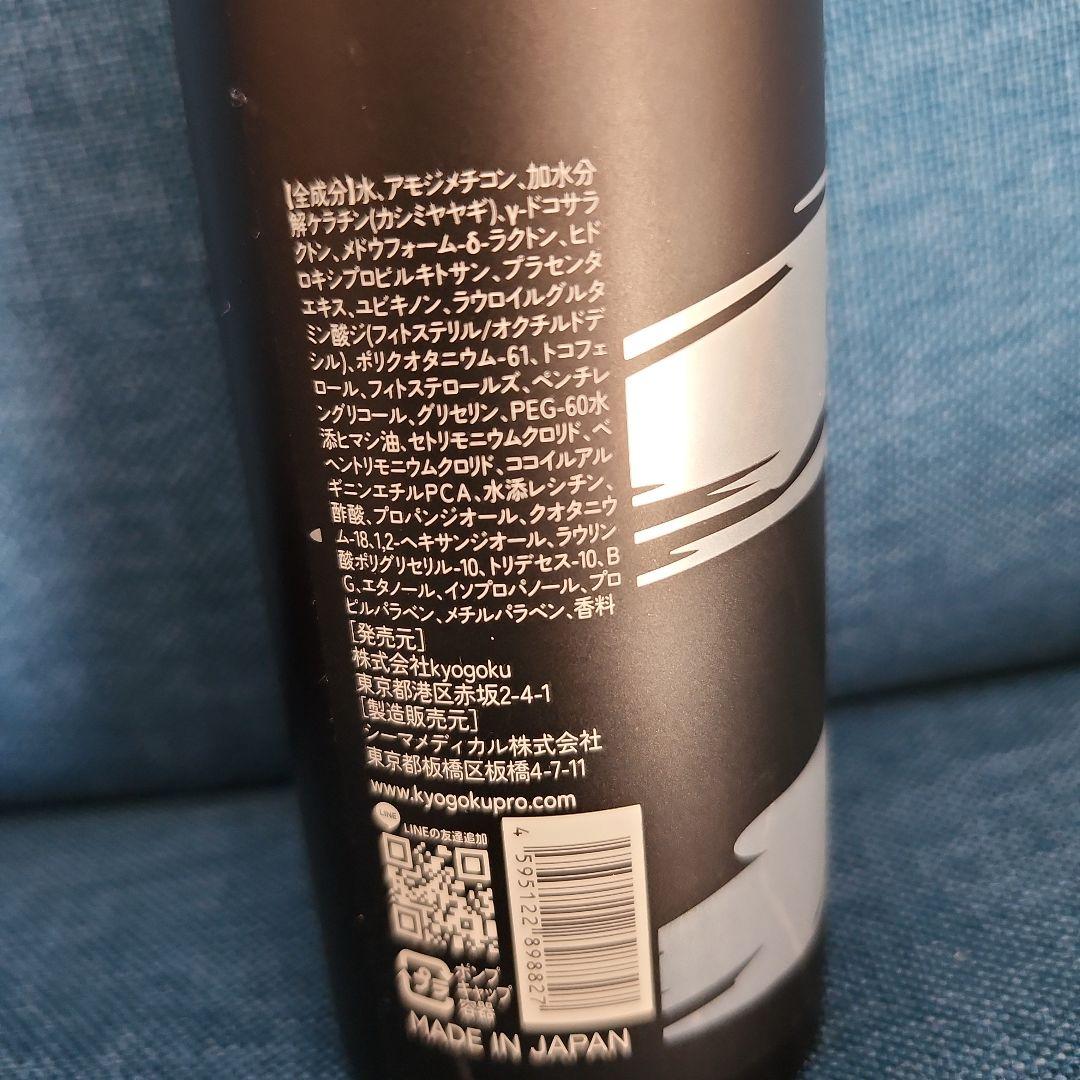 【全成分】水、アモジメチコン、加水分
解ケラチン(カシミヤヤギ)、γ-ドコサラ
クトン、メドウフォーム-δ-ラクトン、ヒド
ロキシプロピルキトサン、プラセンタ
エキス、ユビキノン、ラウロイルグルタ
ミン酸ジ(フィトステリル/オクチルドデ
シル)、ポリクオタニウム-61、トコフェ
ロール、フィトステロールズ、ペンチレ
ングリコール、グリセリン、PEG-60水
添ヒマシ油、セトリモニウムクロリド、ベ
ヘントリモニウムクロリド、ココイルアル
ギニンエチルPCA、水添レシチン、
酢酸、プロパンジオール、クオタニウ
ム-18、1,2-ヘキサンジオール、ラウリン
酸ポリグリセリル-10、トリデセス-10、B
G、エタノール、イソプロパノール、プロ
ピルパラベン、メチルパラベン、香料
[発売元]
株式会社kyogoku
東京都港区赤坂2-4-1
[製造販売元]
シーマメディカル株式会社
東京都板橋区板橋4-7-11
www.kyogokupro.com
LINE
LINEの友達追加
4 595122 898827
プラ
ポンプ
キャップ
容器
MADE IN JAPAN